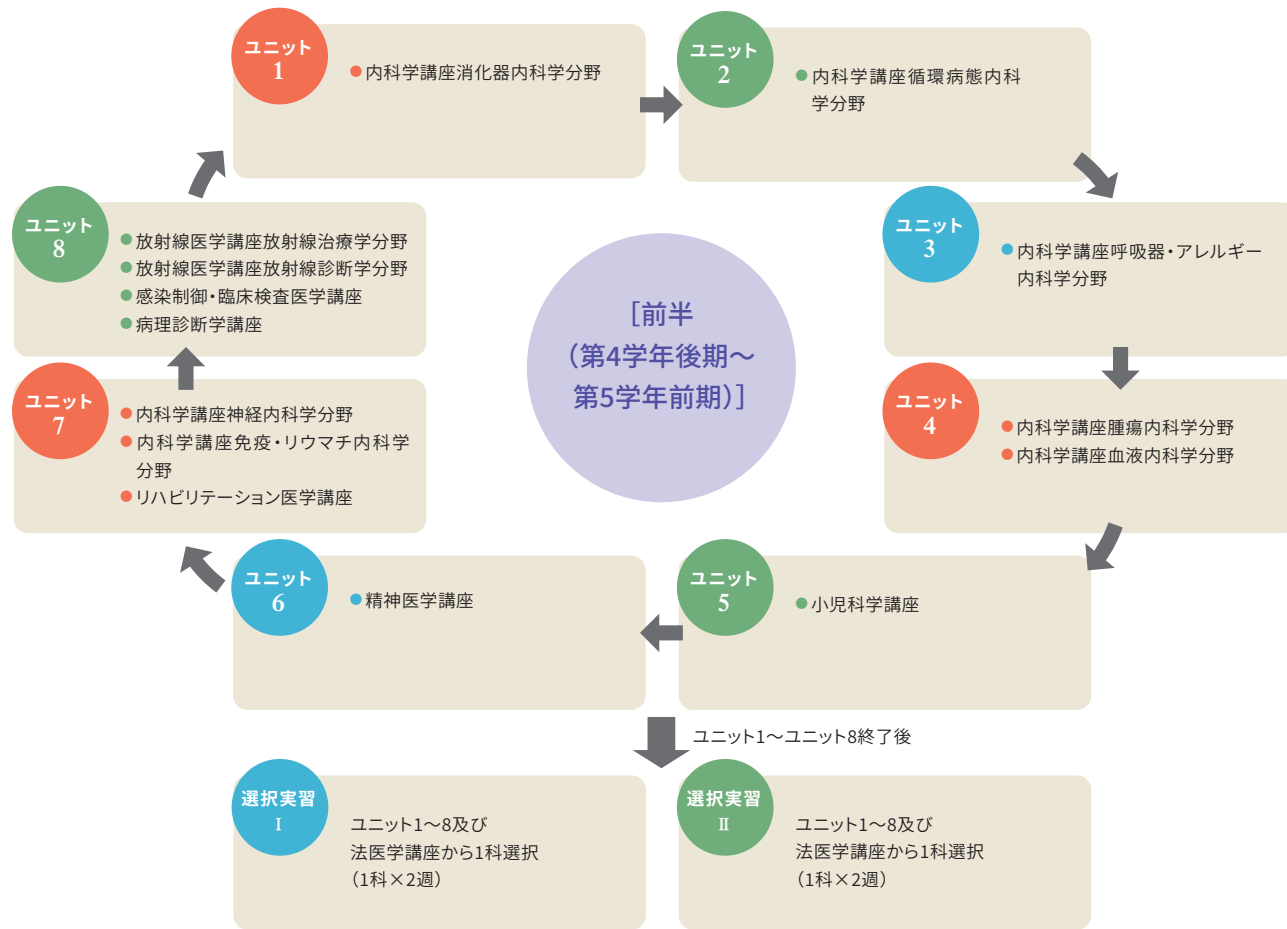 ユニット
1
●内科学講座消化器内科学分野
ユニット
2
●内科学講座循環病態内科
学分野
ユニット
3
●内科学講座呼吸器・アレルギー
内科学分野
ユニット
4
●内科学講座腫瘍内科学分野
●内科学講座血液内科学分野
ユニット
5
●小児科学講座
ユニット
6
●精神医学講座
ユニット
7
●内科学講座神経内科学分野
●内科学講座免疫・リウマチ内科学
分野
●リハビリテーション医学講座
ユニット
8
●放射線医学講座放射線治療学分野
●放射線医学講座放射線診断学分野
●感染制御・臨床検査医学講座
●病理診断学講座
［前半
（第4学年後期〜
第5学年前期）］
ユニット1〜ユニット8終了後
選択実習
Ⅰ
ユニット1〜8及び
法医学講座から1科選択
（1科×2週）
選択実習
Ⅱ
ユニット1〜8及び
法医学講座から1科選択
（1科×2週）